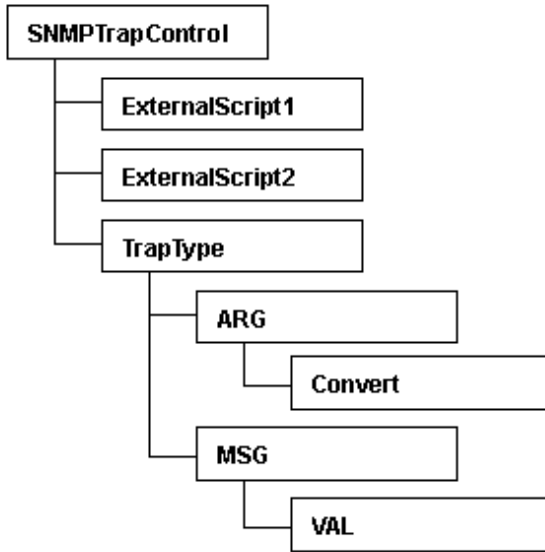 SNMPTrapControl
ExternalScript1
ExternalScript2
TrapType
ARG
Convert
MSG
VAL